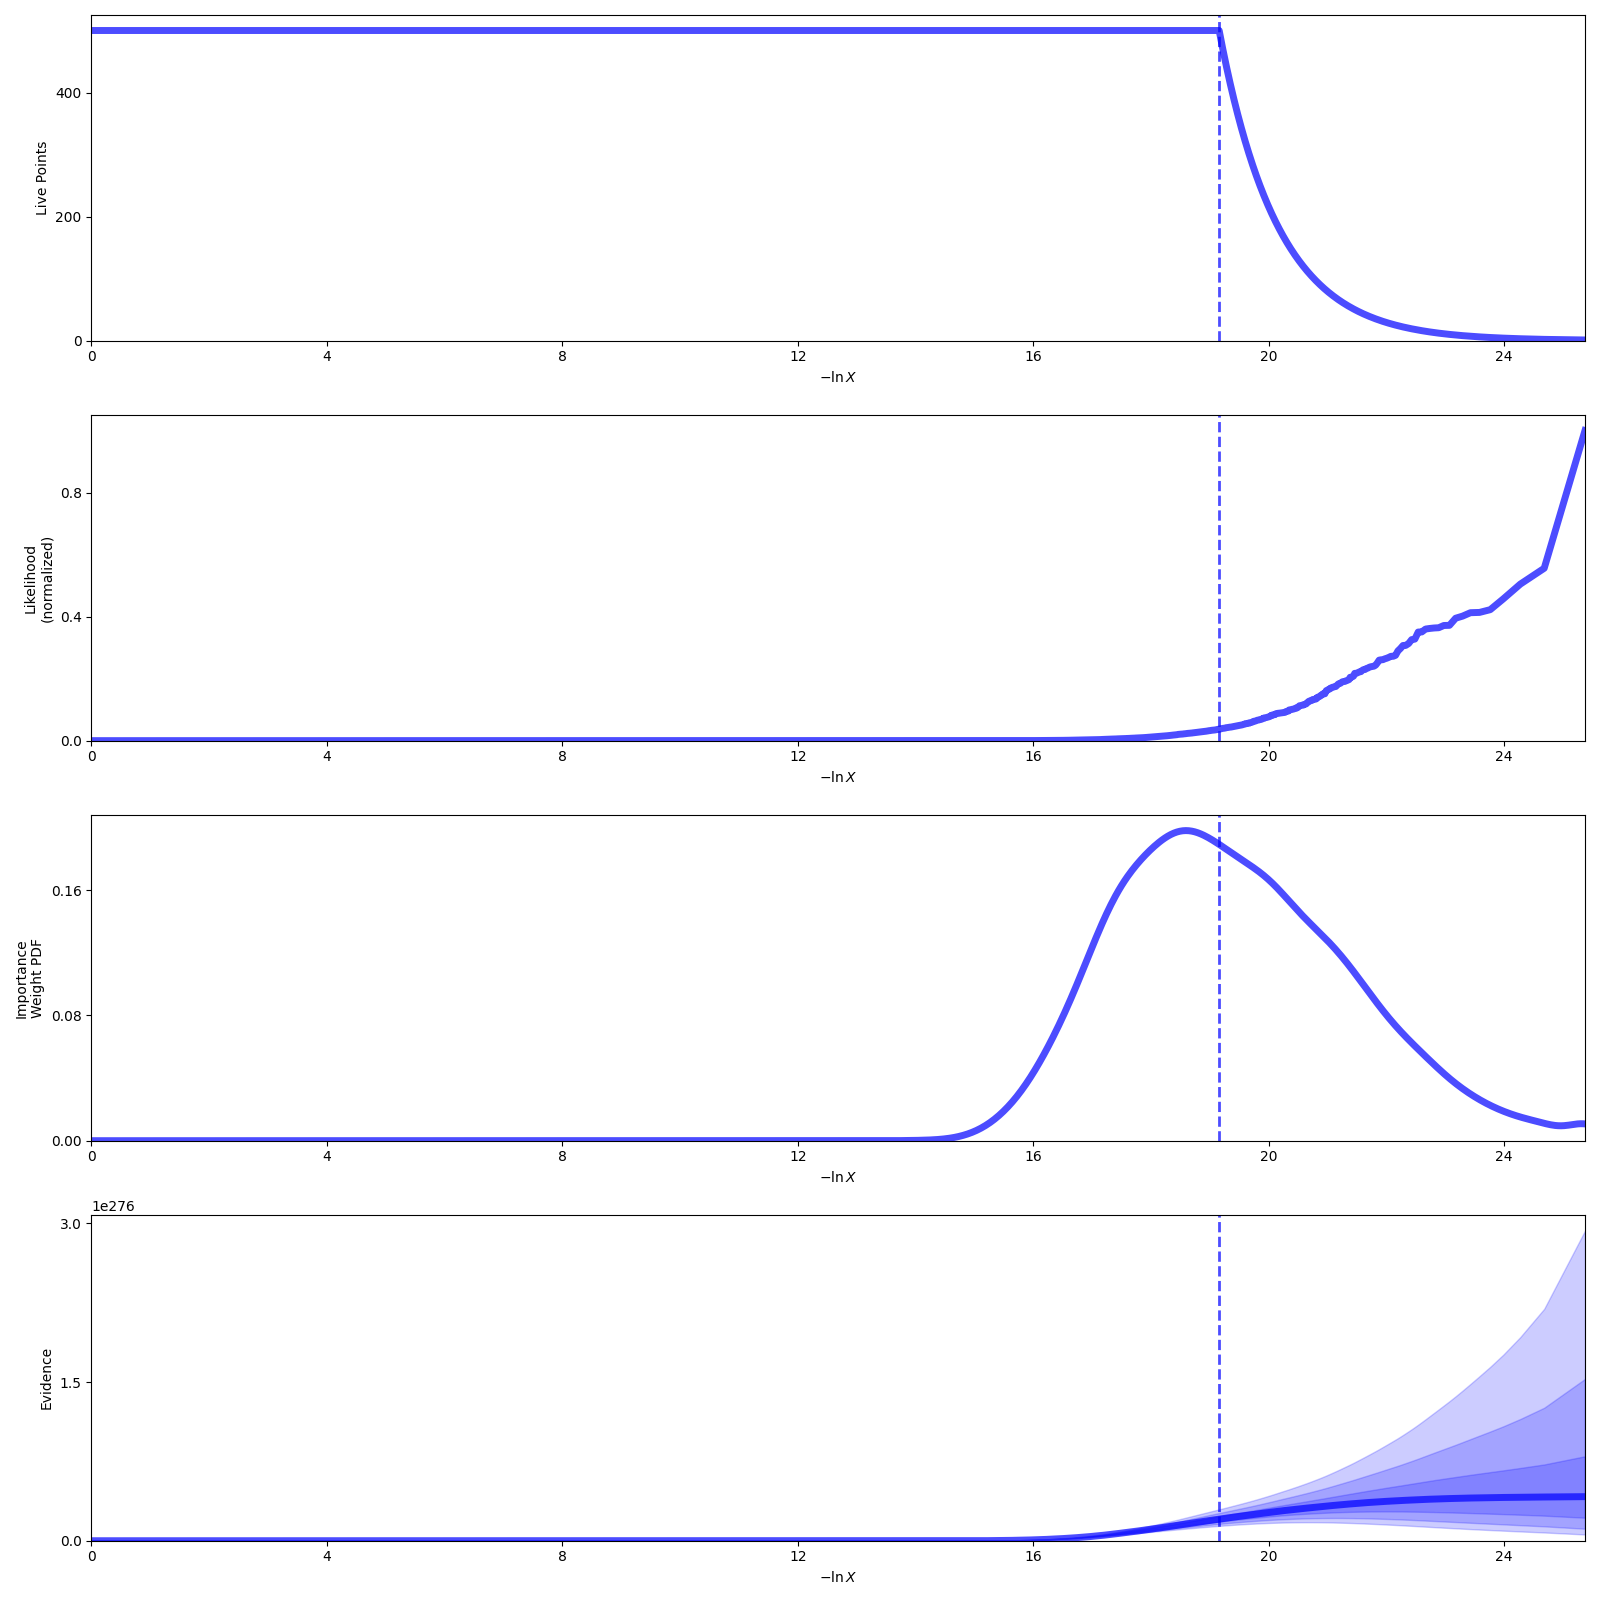 400
200
0
Live Points
0 4 8 12 16 20 24
−ln X
0.8
0.4
0.0
Likelihood
(normalized)
0 4 8 12 16 20 24
−ln X
0.16
0.08
0.00
Importance
Weight PDF
0 4 8 12 16 20 24
−ln X
1e276
3.0
1.5
0.0
Evidence
0 4 8 12 16 20 24
−ln X